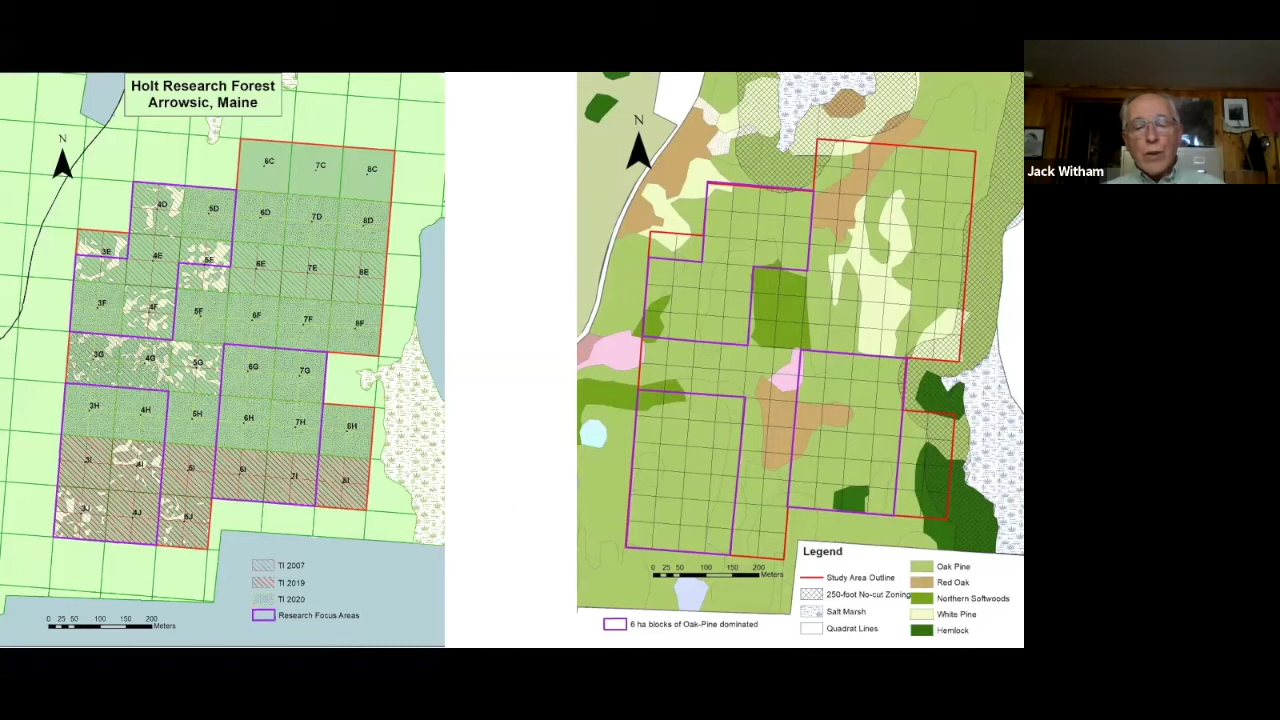 Holt Research Forest
Arrowsic, Maine
N
6C 7C 8C
4D 5D 6D 7D 8D
3E 4E 5E 6E 7E 8E
3F 4F 5F 6F 7F 8F
3G 4G 5G 6G 7G
3H 4H 5H 6H 7H 8H
3I 4I 5I 6I 8I
3J 4J 5J
TI 2007
TI 2019
TI 2020
Research Focus Areas
0 25 50 100 150 200
Meters
N
0 25 50 100 150 200
Meters
6 ha blocks of Oak-Pine dominated
Legend
Study Area Outline
250-foot No-cut Zoning
Salt Marsh
Quadrat Lines
Oak Pine
Red Oak
Northern Softwoods
White Pine
Hemlock
Jack Witham